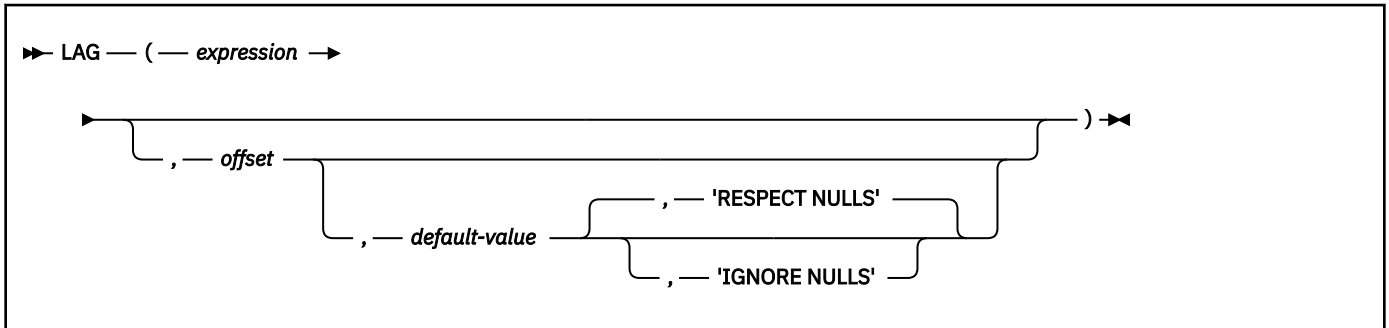 LAG ( expression
)
, offset
, 'RESPECT NULLS'
, default-value
, 'IGNORE NULLS'